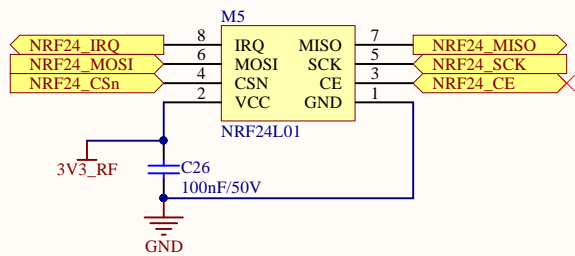 M5
NRF24_IRQ 8 IRQ MISO 7 NRF24_MISO
NRF24_MOSI 6 MOSI SCK 5 NRF24_SCK
NRF24_CSn 4 CSN CE 3 NRF24_CE
2 VCC GND 1
NRF24L01
3V3_RF
C26
100nF/50V
GND